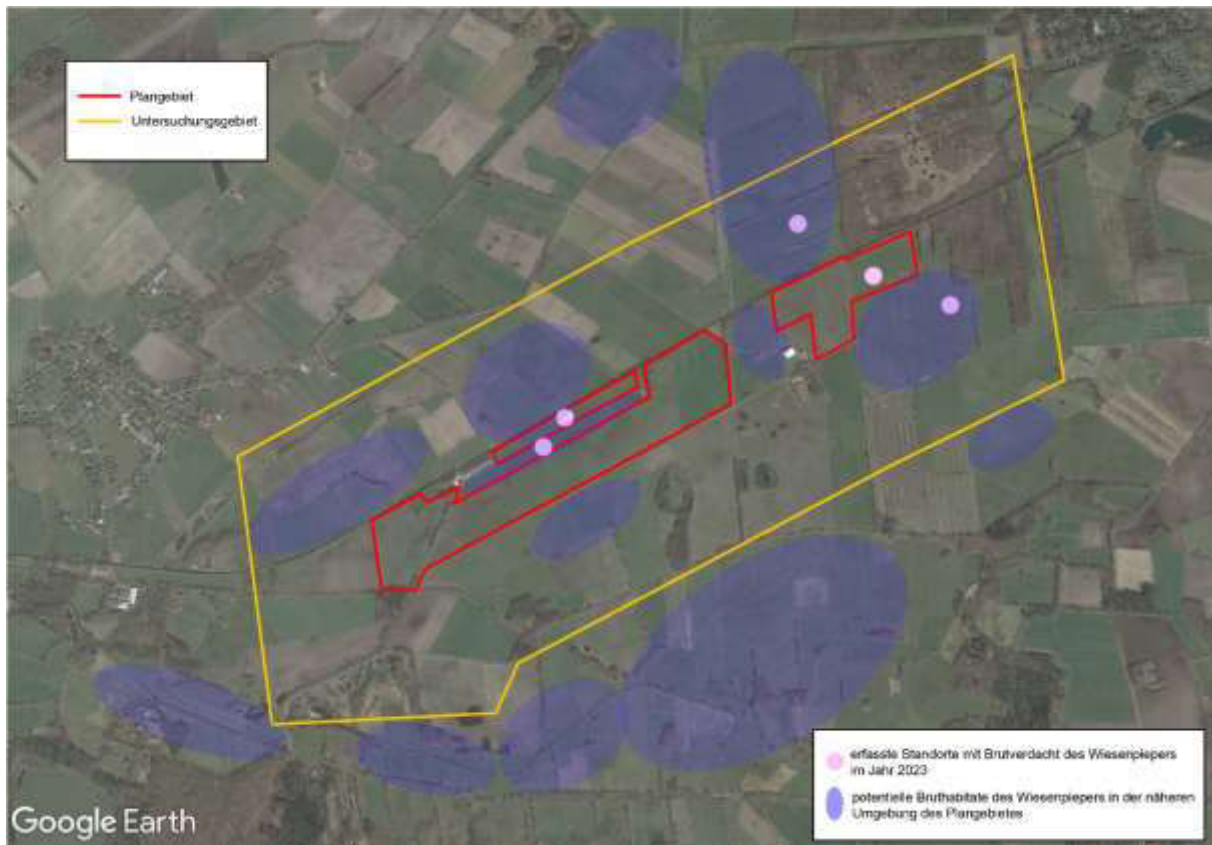 Plangebiet
Untersuchungsgebiet
erfasste Standorte mit Brutverdacht des Wiesenpiepers
im Jahr 2023
potentielle Bruthabitate des Wiesenpiepers in der näheren
Umgebung des Plangebietes
Google Earth